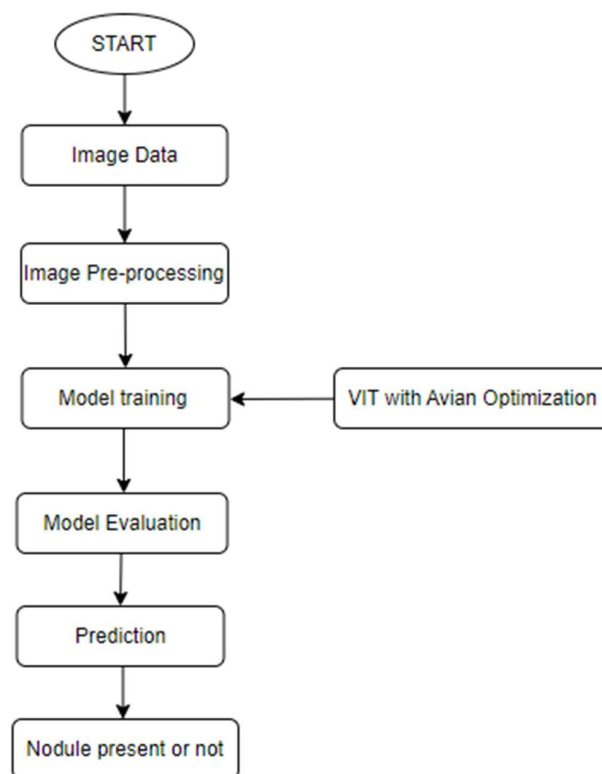 START
Image Data
Image Pre-processing
Model training
VIT with Avian Optimization
Model Evaluation
Prediction
Nodule present or not